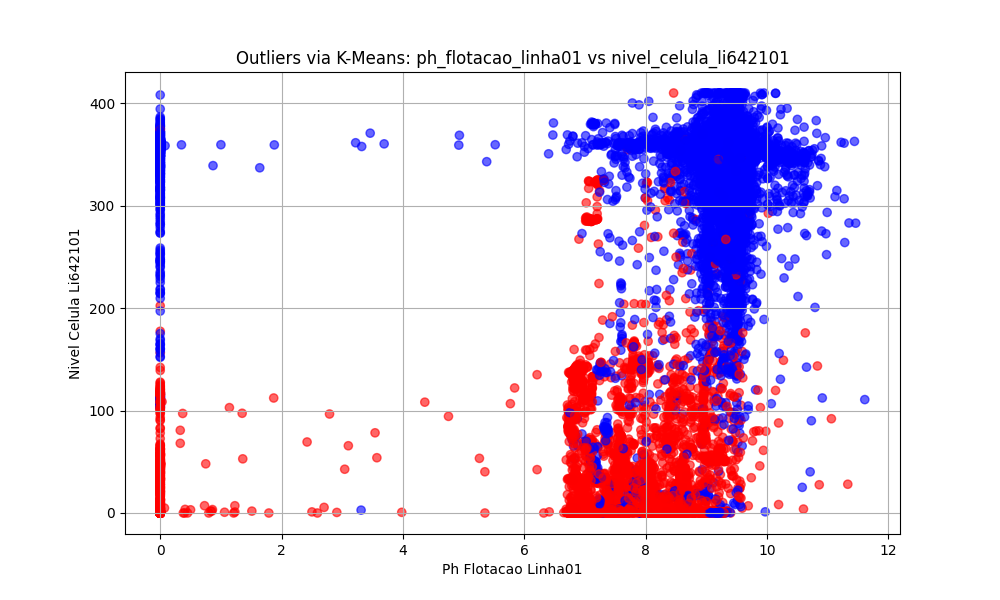 Outliers via K-Means: ph_flotacao_linha01 vs nivel_celula_li642101
400
300
200
100
0
Nivel Celula Li642101
0 2 4 6 8 10 12
Ph Flotacao Linha01